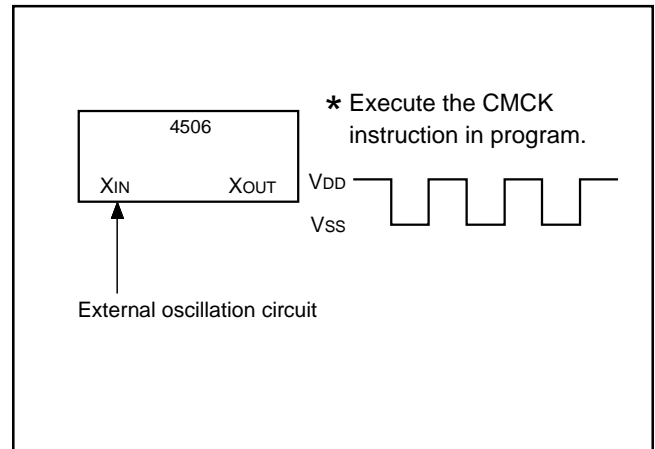 * Execute the CMCK
instruction in program.
4506
XIN
XOUT
VDD
VSS
External oscillation circuit